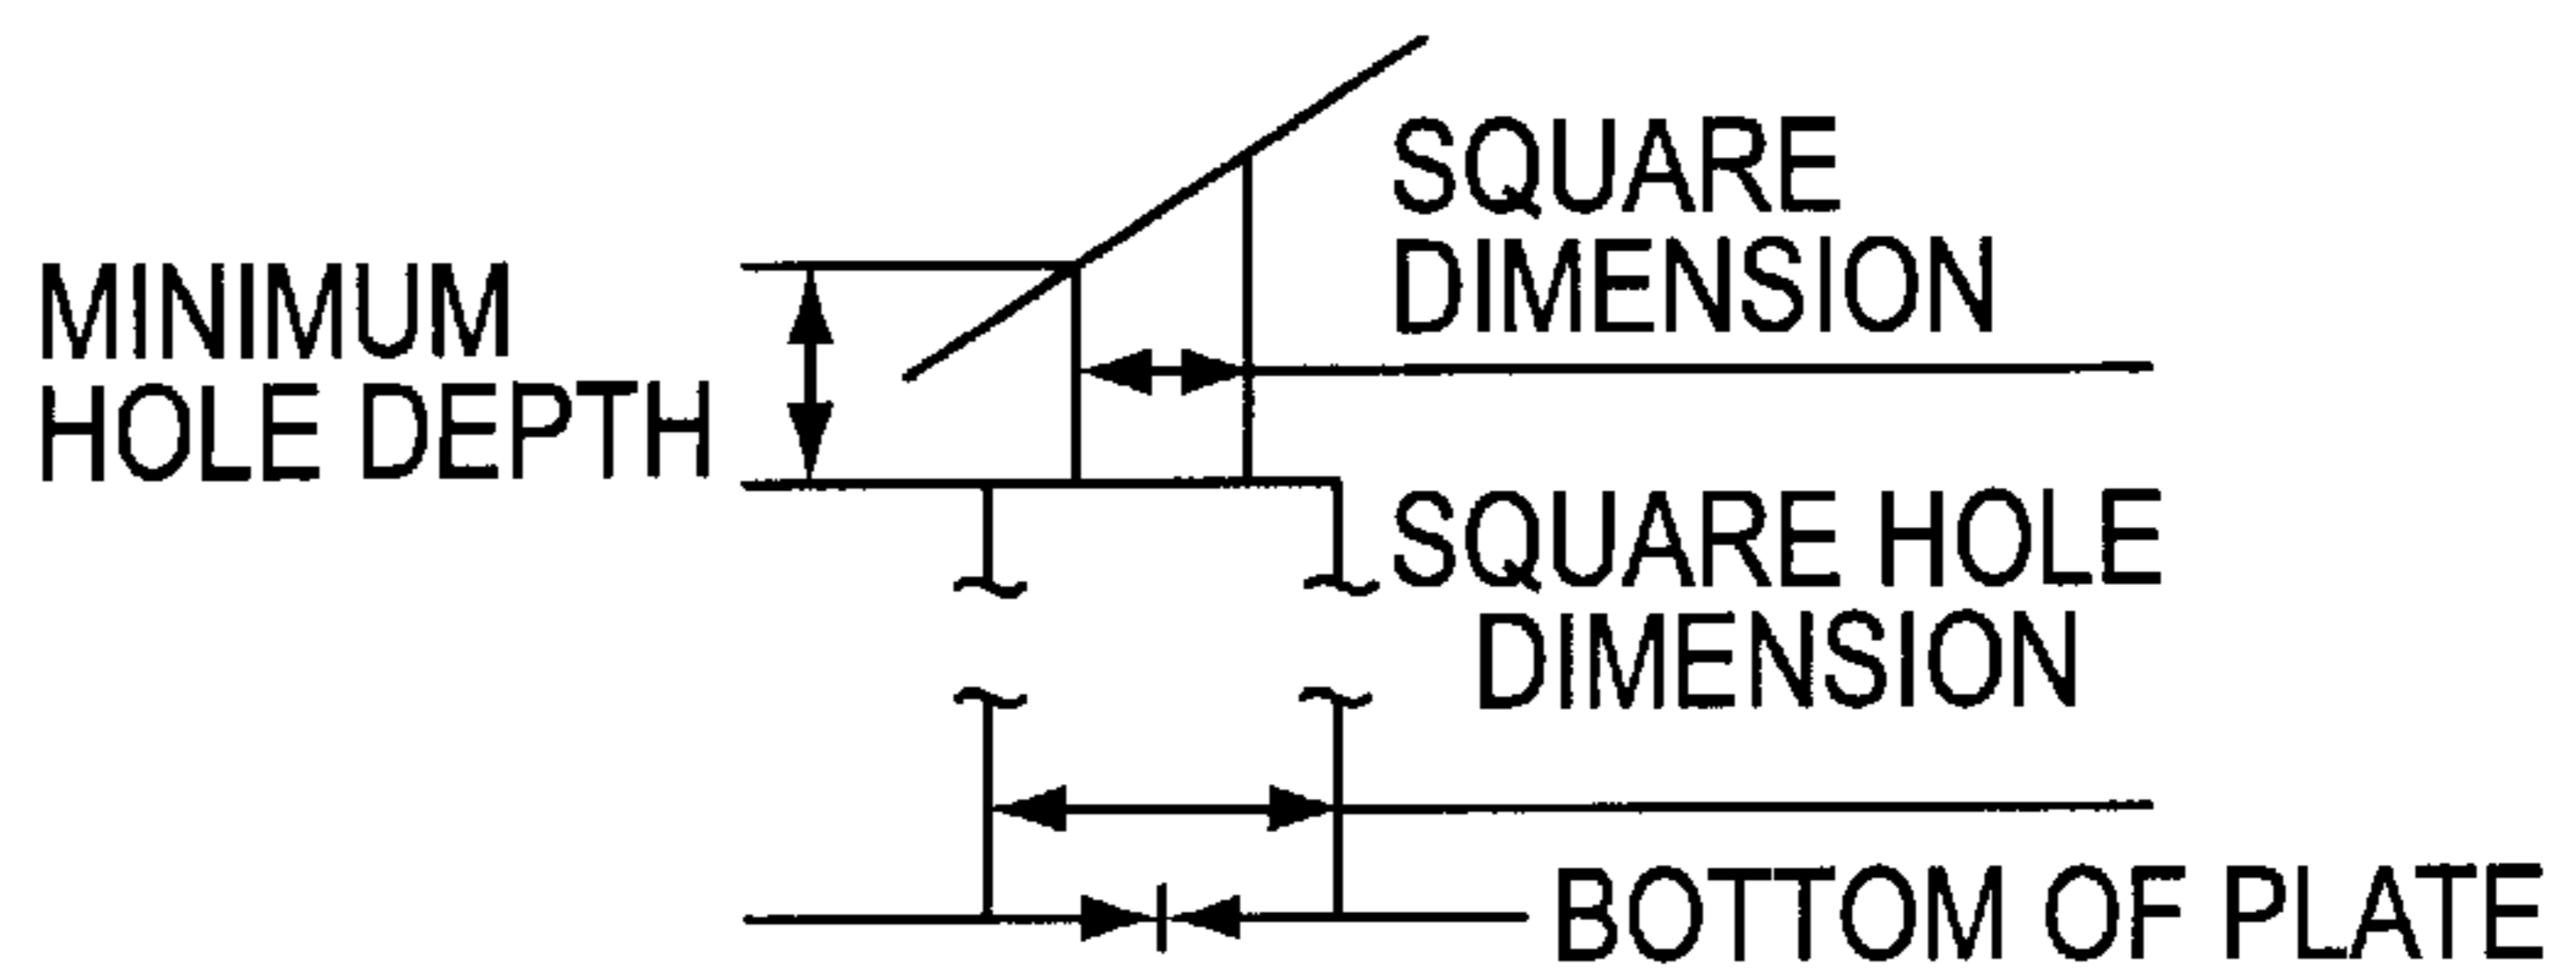 SQUARE
DIMENSION
MINIMUM
HOLE DEPTH
SQUARE HOLE
DIMENSION
BOTTOM OF PLATE